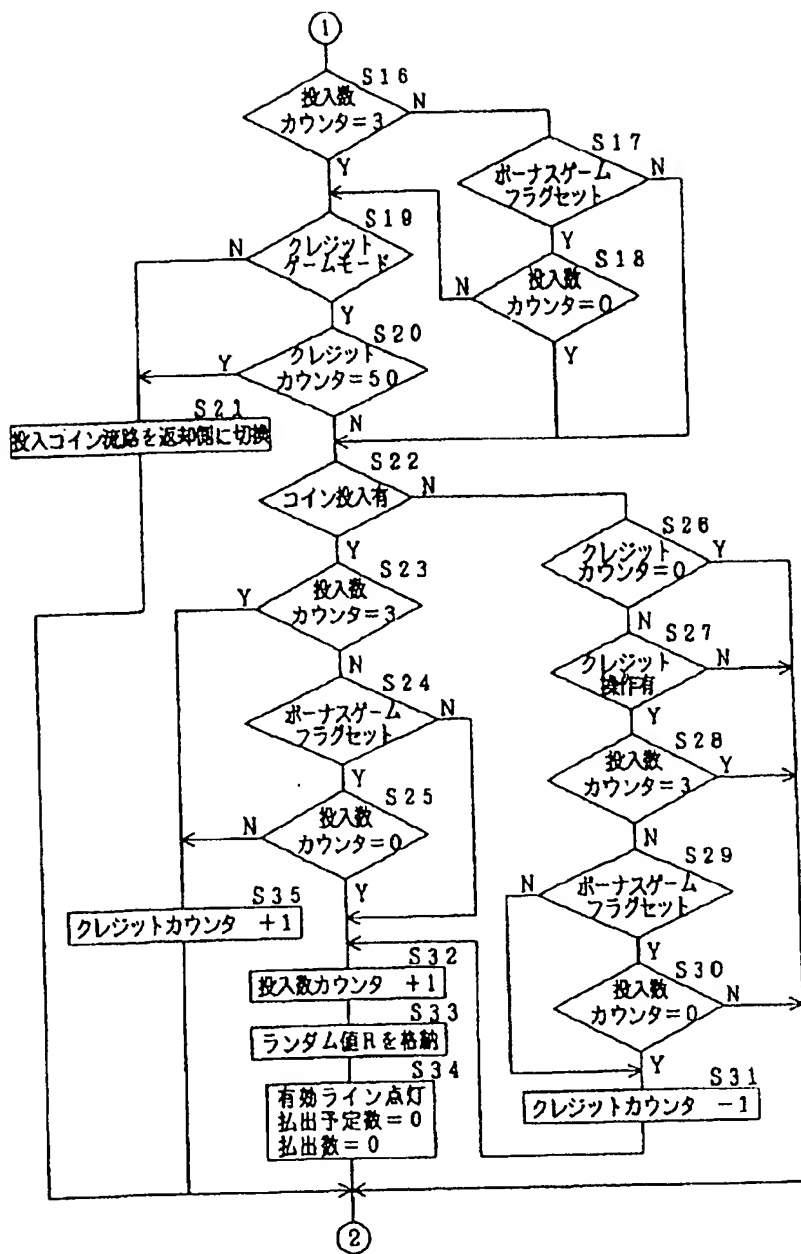 1
S16
投入数
カウンタ=3
N
Y
S17
ボーナスゲーム
フラグセット
N
Y
S18
投入数
カウンタ=0
N
Y
S19
クレジット
ゲームモード
N
Y
S20
クレジット
カウンタ=50
Y
N
S21
投入コイン流路を返却側に切換
S22
コイン投入有
N
Y
S23
投入数
カウンタ=3
Y
N
S24
ボーナスゲーム
フラグセット
N
Y
S25
投入数
カウンタ=0
N
Y
S26
クレジット
カウンタ=0
Y
N
S27
クレジット
操作有
N
Y
S28
投入数
カウンタ=3
Y
N
S29
ボーナスゲーム
フラグセット
N
Y
S30
投入数
カウンタ=0
N
Y
S31
クレジットカウンタ -1
S35
クレジットカウンタ +1
S32
投入数カウンタ +1
S33
ランダム値Rを格納
S34
有効ライン点灯
払出予定数=0
払出数=0
2